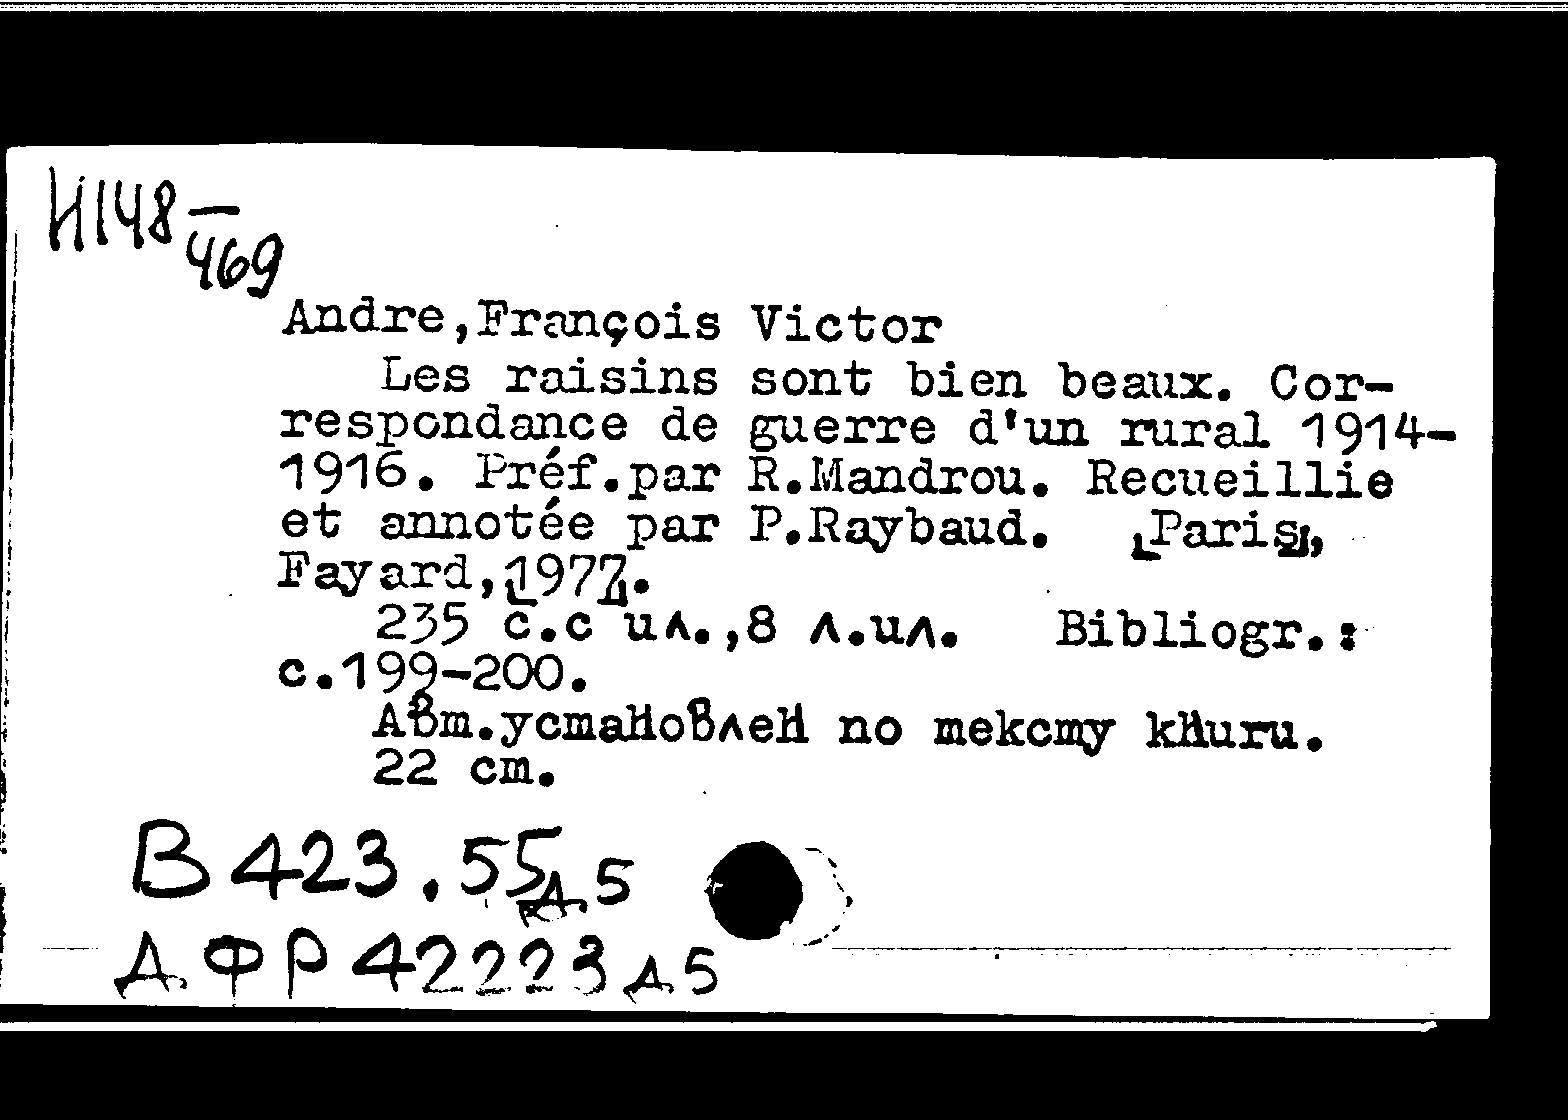 И148—
469
Andre,François Victor
Les raisins sont bien beaux. Cor-
respondance de guerre d'un rural 1914-
1916. Préf.par R.Mandrou. Recueillie
et annotée par P.Raybaud. [Paris],
Fayard,[1977].
235 с.с ил.,8 л.ил. Bibliogr.:
с.199-200.
Авт.установлен по тексту книги.
22 cm.
В423.55д5
ДФР42223д5